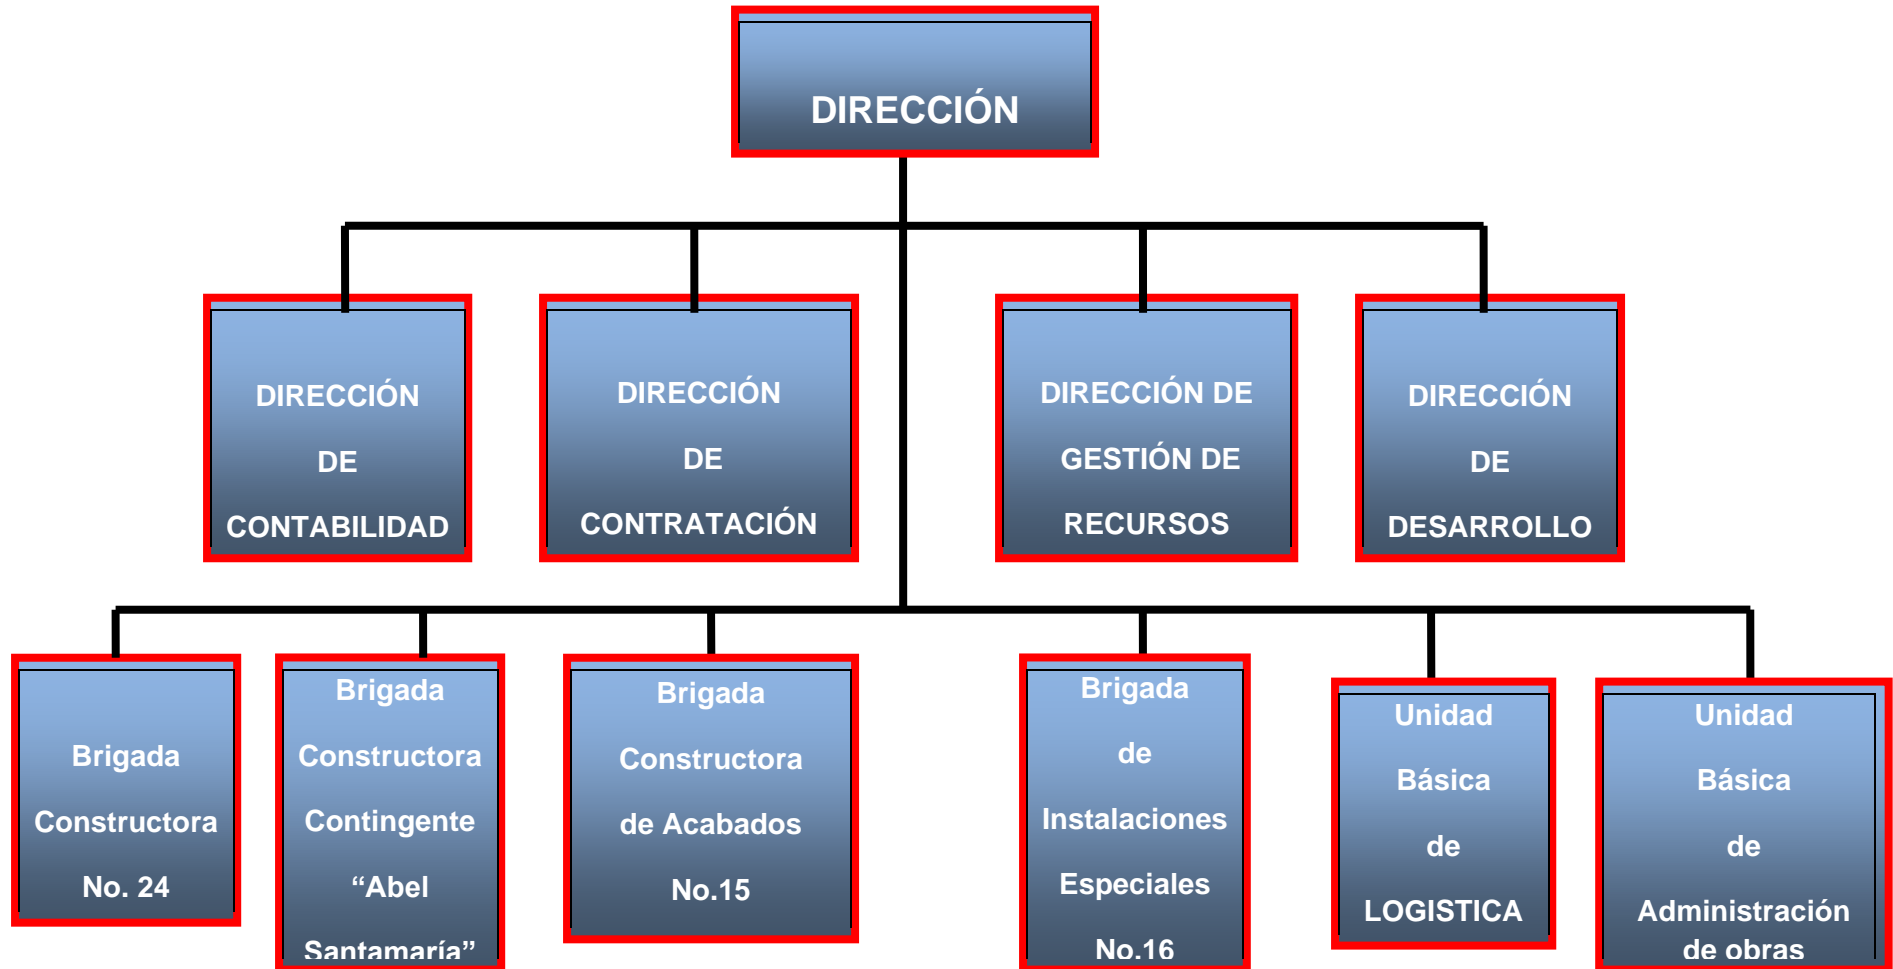 DIRECCIÓN
DIRECCIÓN
DE
CONTABILIDAD
DIRECCIÓN
DE
CONTRATACIÓN
DIRECCIÓN DE
GESTIÓN DE
RECURSOS
DIRECCIÓN
DE
DESARROLLO
Brigada
Constructora
No. 24
Brigada
Constructora
Contingente
“Abel
Santamaría”
Brigada
Constructora
de Acabados
No.15
Brigada
de
Instalaciones
Especiales
No.16
Unidad
Básica
de
LOGISTICA
Unidad
Básica
de
Administración
de obras